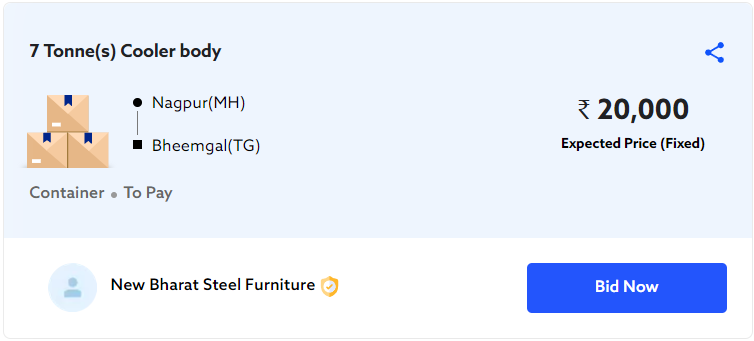 7 Tonne(s) Cooler body
Nagpur(MH)
Bheemgal(TG)
₹ 20,000
Expected Price (Fixed)
Container • To Pay
New Bharat Steel Furniture
Bid Now